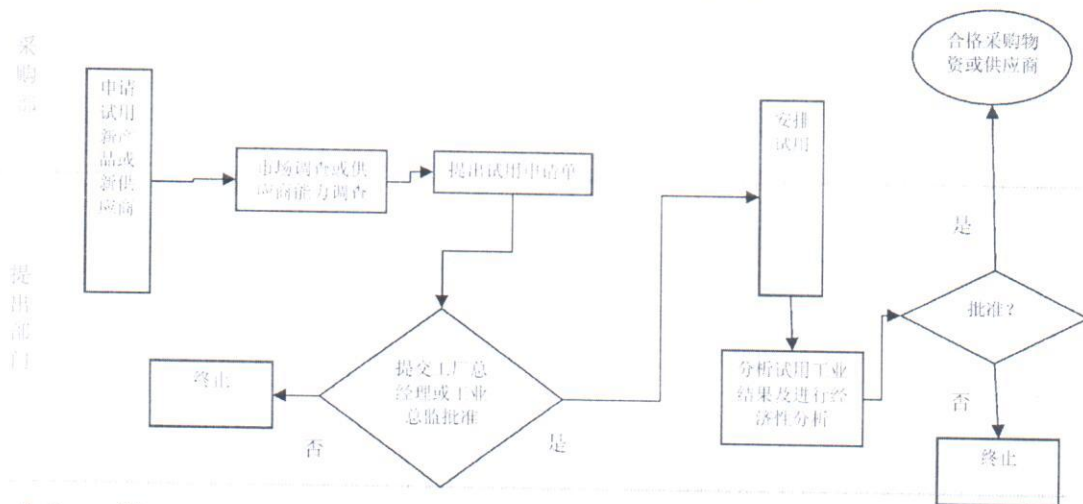 采购部
申请
试用
新产
品或
新供
应商
市场调查或供
应商能力调查
提出试用申请单
安排
试用
合格采购物
资或供应商
是
提出部门
批准？
终止
提交工厂总
经理或工业
总监批准
分析试用工业
结果及进行经
济性分析
否
是
否
终止